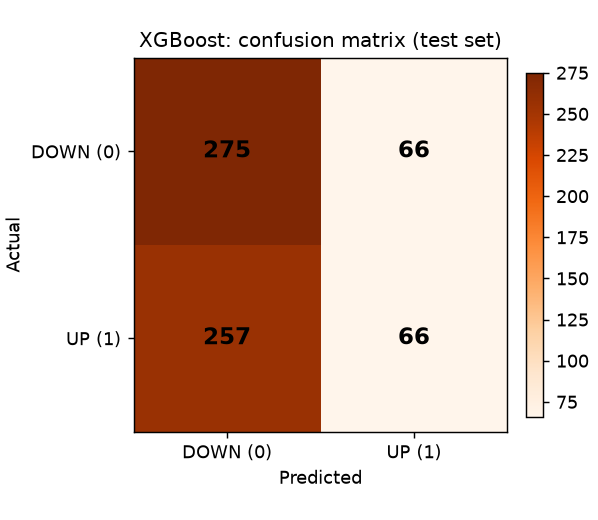 XGBoost: confusion matrix (test set)
Actual
DOWN (0)
UP (1)
275
66
257
66
DOWN (0)
UP (1)
Predicted
275
250
225
200
175
150
125
100
75